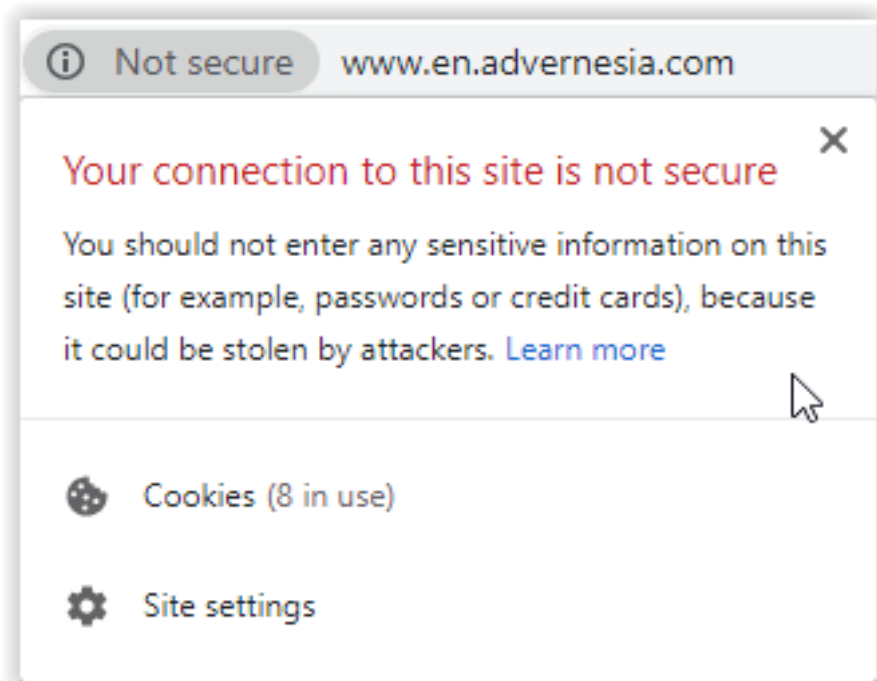 Not secure www.en.advernesia.com
Your connection to this site is not secure
You should not enter any sensitive information on this
site (for example, passwords or credit cards), because
it could be stolen by attackers. Learn more
Cookies (8 in use)
Site settings